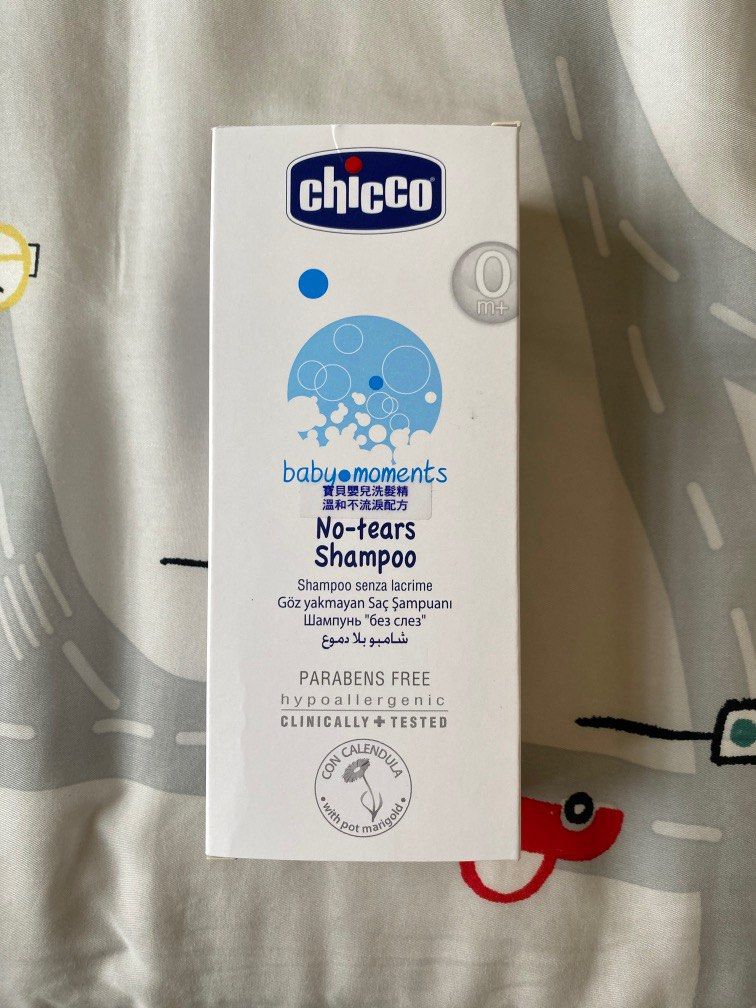 chicco
0
m+
baby moments
寶貝嬰兒洗髮精
溫和不流淚配方
No-tears
Shampoo
Shampoo senza lacrime
Göz yakmayan Saç Şampuanı
Шампунь "без слез"
شامبو بلا دموع
PARABENS FREE
hypoallergenic
CLINICALLY + TESTED
CON CALENDULA
• with pot marigold •